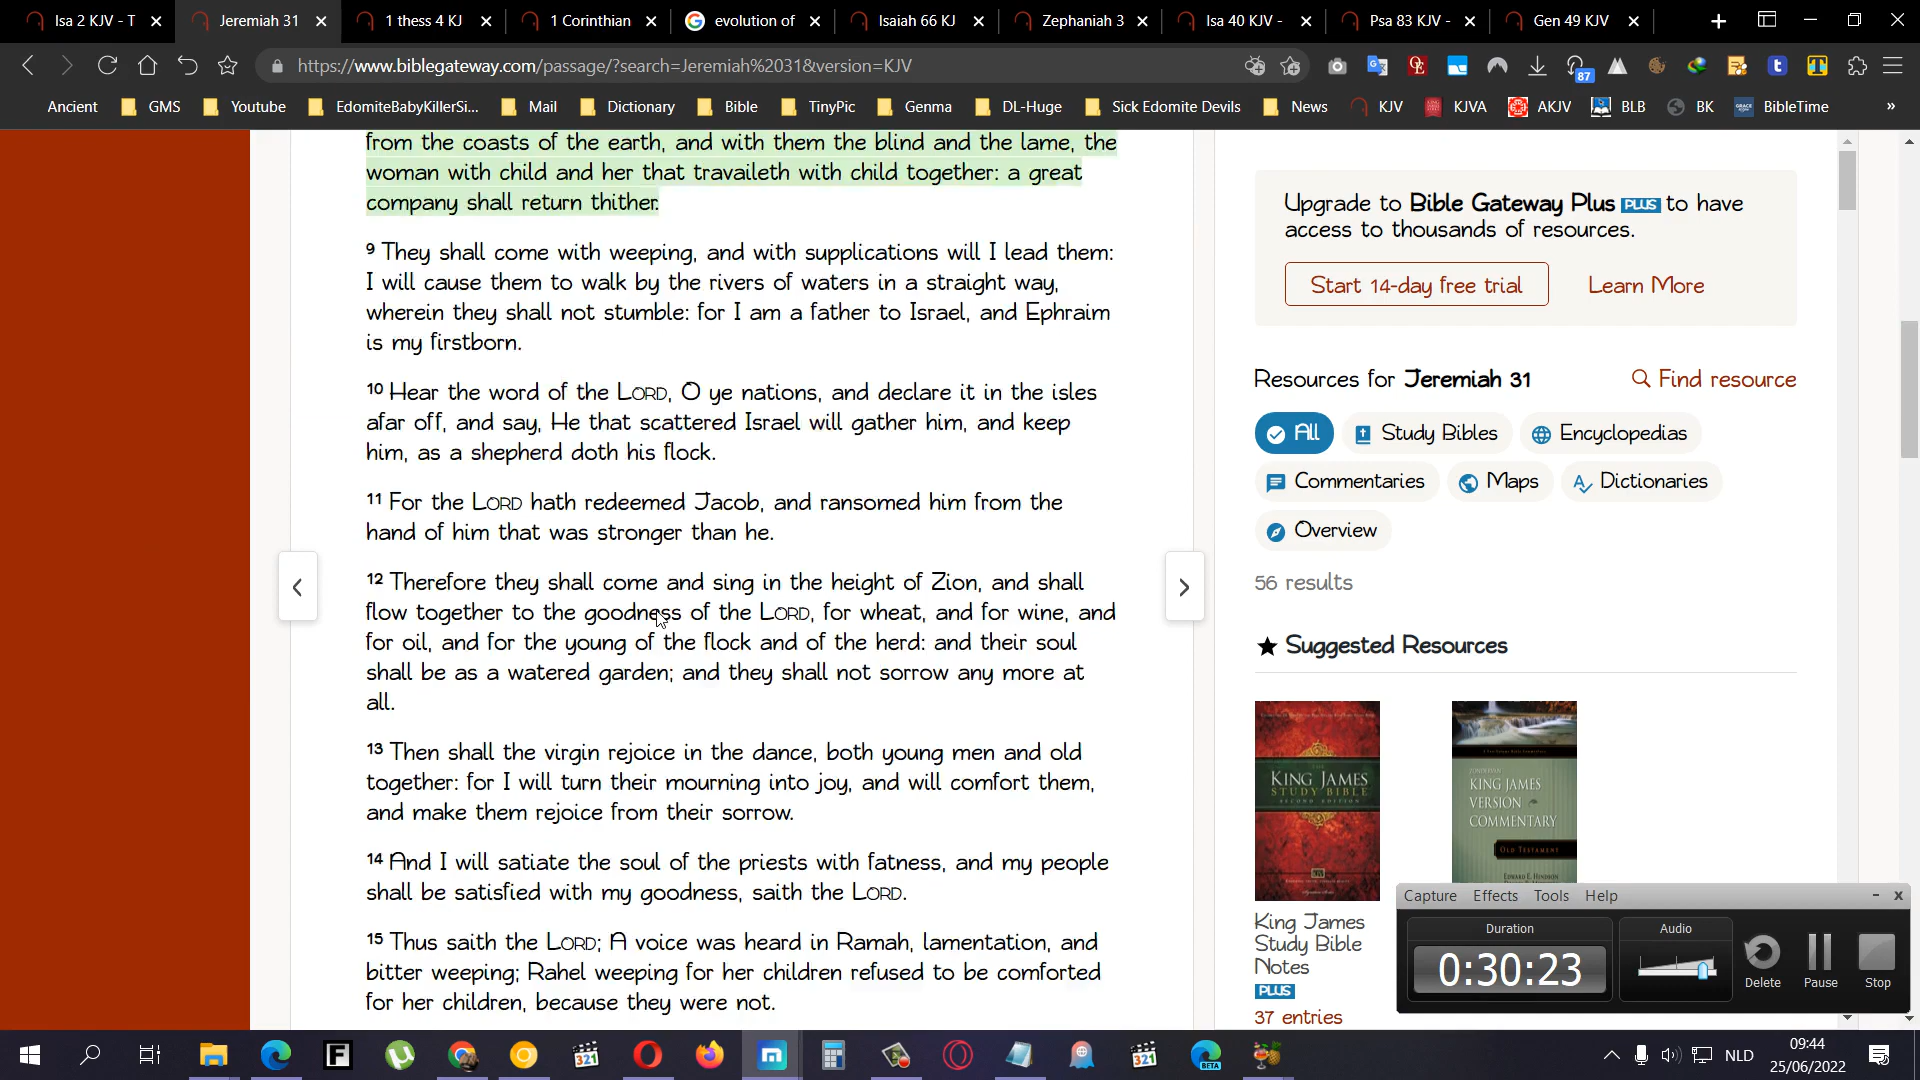 Isa 2 KJV - T
Jeremiah 31
1 thess 4 KJ
1 Corinthian
evolution of
Isaiah 66 KJ
Zephaniah 3
Isa 40 KJV -
Psa 83 KJV -
Gen 49 KJV
https://www.biblegateway.com/passage/?search=Jeremiah%2031&version=KJV
87
Ancient
GMS
Youtube
EdomiteBabyKillerSi...
Mail
Dictionary
Bible
TinyPic
Genma
DL-Huge
Sick Edomite Devils
News
KJV
KJVA
AKJV
BLB
BK
BibleTime
»
from the coasts of the earth, and with them the blind and the lame, the
woman with child and her that travaileth with child together: a great
company shall return thither.
9 They shall come with weeping, and with supplications will I lead them:
I will cause them to walk by the rivers of waters in a straight way,
wherein they shall not stumble: for I am a father to Israel, and Ephraim
is my firstborn.
10 Hear the word of the LORD, O ye nations, and declare it in the isles
afar off, and say, He that scattered Israel will gather him, and keep
him, as a shepherd doth his flock.
11 For the LORD hath redeemed Jacob, and ransomed him from the
hand of him that was stronger than he.
12 Therefore they shall come and sing in the height of Zion, and shall
flow together to the goodness of the LORD, for wheat, and for wine, and
for oil, and for the young of the flock and of the herd: and their soul
shall be as a watered garden; and they shall not sorrow any more at
all.
13 Then shall the virgin rejoice in the dance, both young men and old
together: for I will turn their mourning into joy, and will comfort them,
and make them rejoice from their sorrow.
14 And I will satiate the soul of the priests with fatness, and my people
shall be satisfied with my goodness, saith the LORD.
15 Thus saith the LORD; A voice was heard in Ramah, lamentation, and
bitter weeping; Rahel weeping for her children refused to be comforted
for her children, because they were not.
Upgrade to Bible Gateway Plus PLUS to have
access to thousands of resources.
Start 14-day free trial
Learn More
Resources for Jeremiah 31
Find resource
All
Study Bibles
Encyclopedias
Commentaries
Maps
Dictionaries
Overview
56 results
Suggested Resources
KING JAMES
STUDY BIBLE
SECOND EDITION
KING JAMES
VERSION
COMMENTARY
OLD TESTAMENT
King James
Study Bible
Notes
PLUS
37 entries
Capture
Effects
Tools
Help
Duration
0:30:23
Audio
Delete
Pause
Stop
321
321
BETA
NLD
09:44
25/06/2022